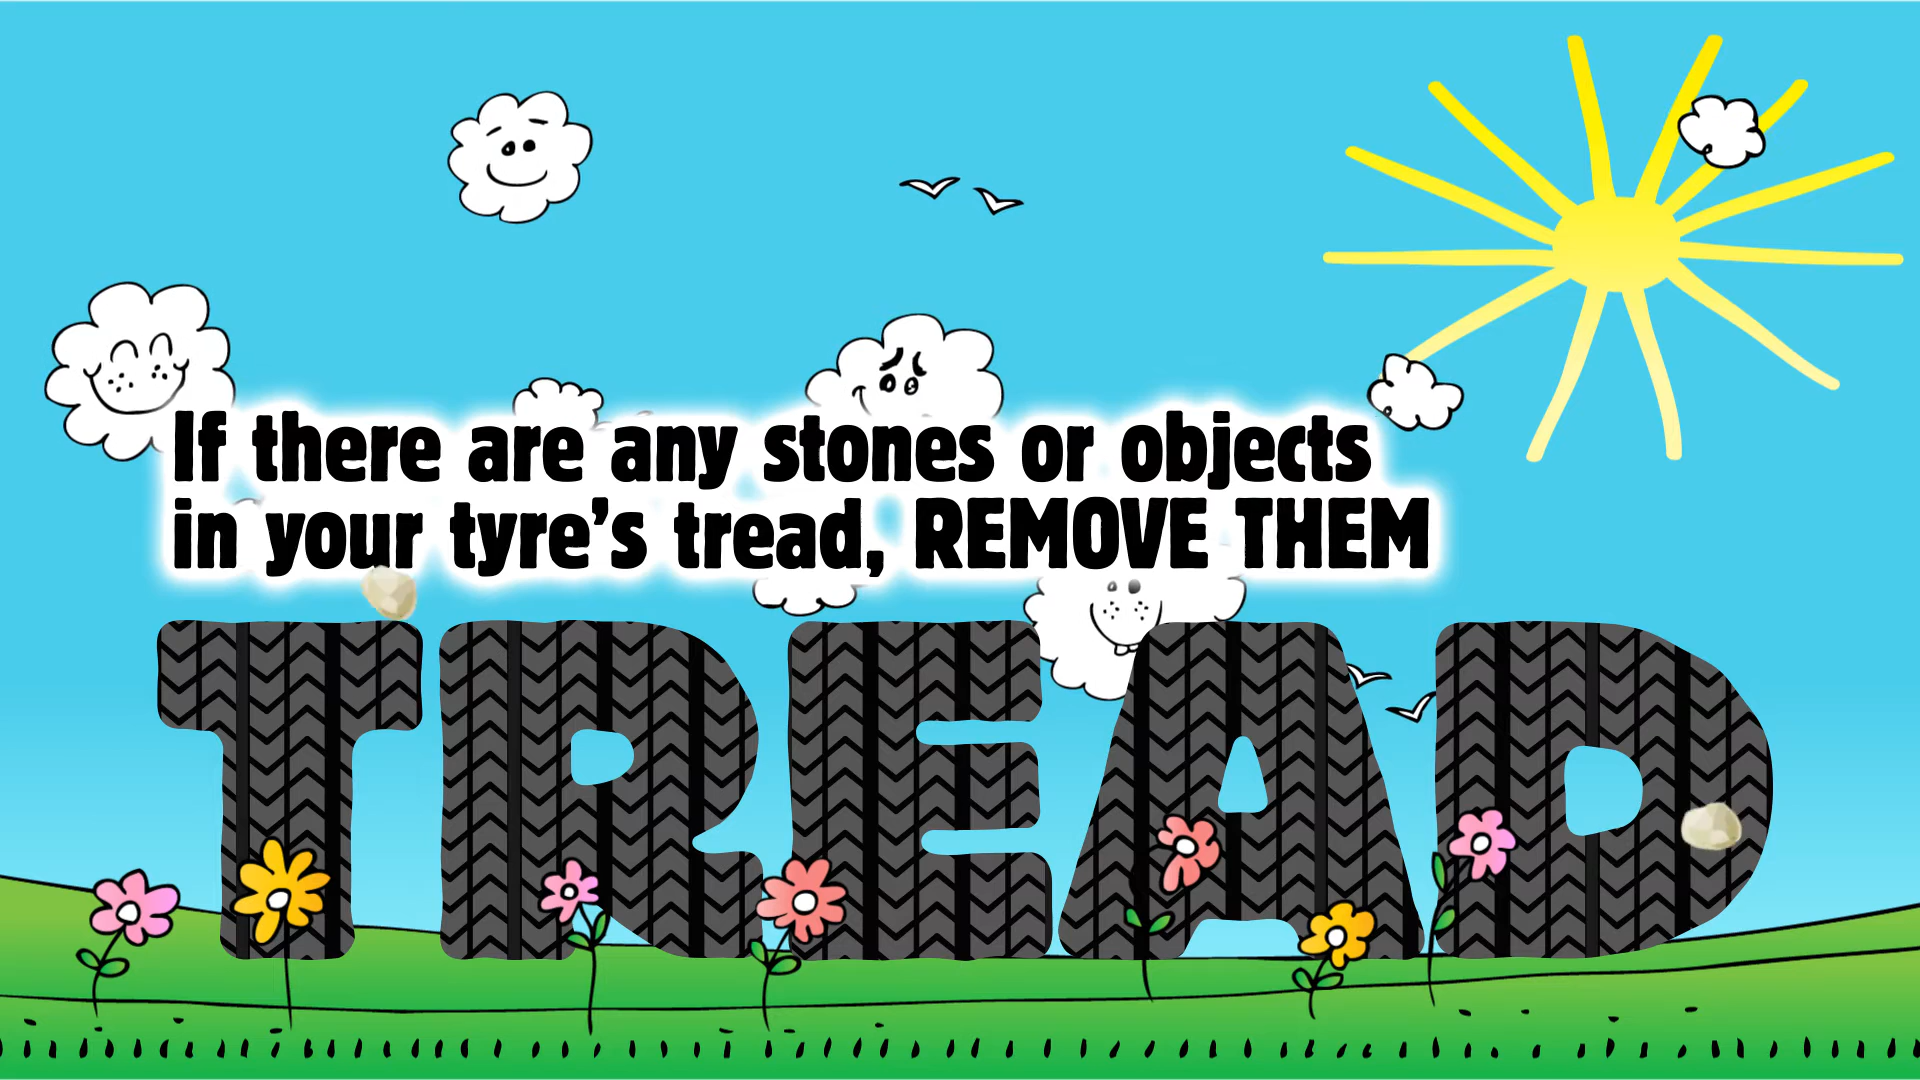 If there are any stones or objects
in your tyre’s tread, REMOVE THEM
TREAD